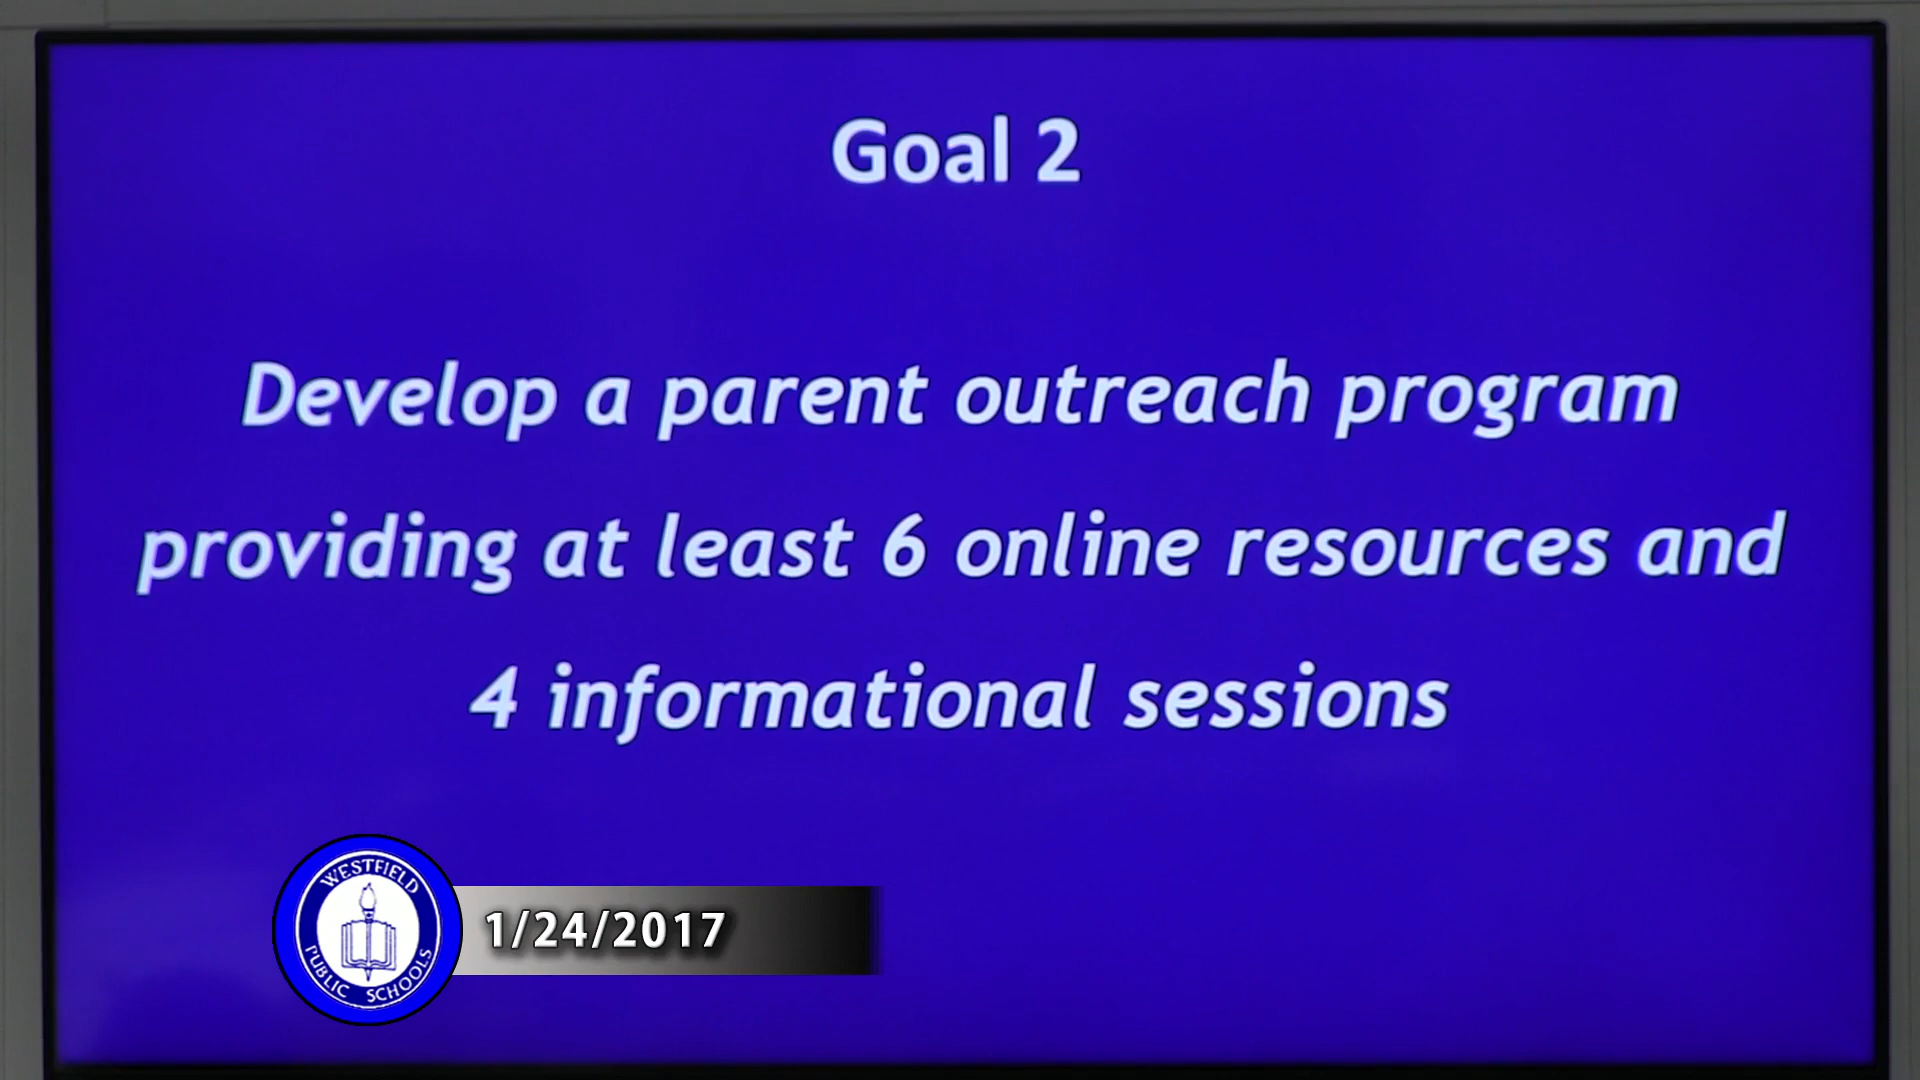 Goal 2
Develop a parent outreach program
providing at least 6 online resources and
4 informational sessions
WESTFIELD
PUBLIC SCHOOLS
1/24/2017